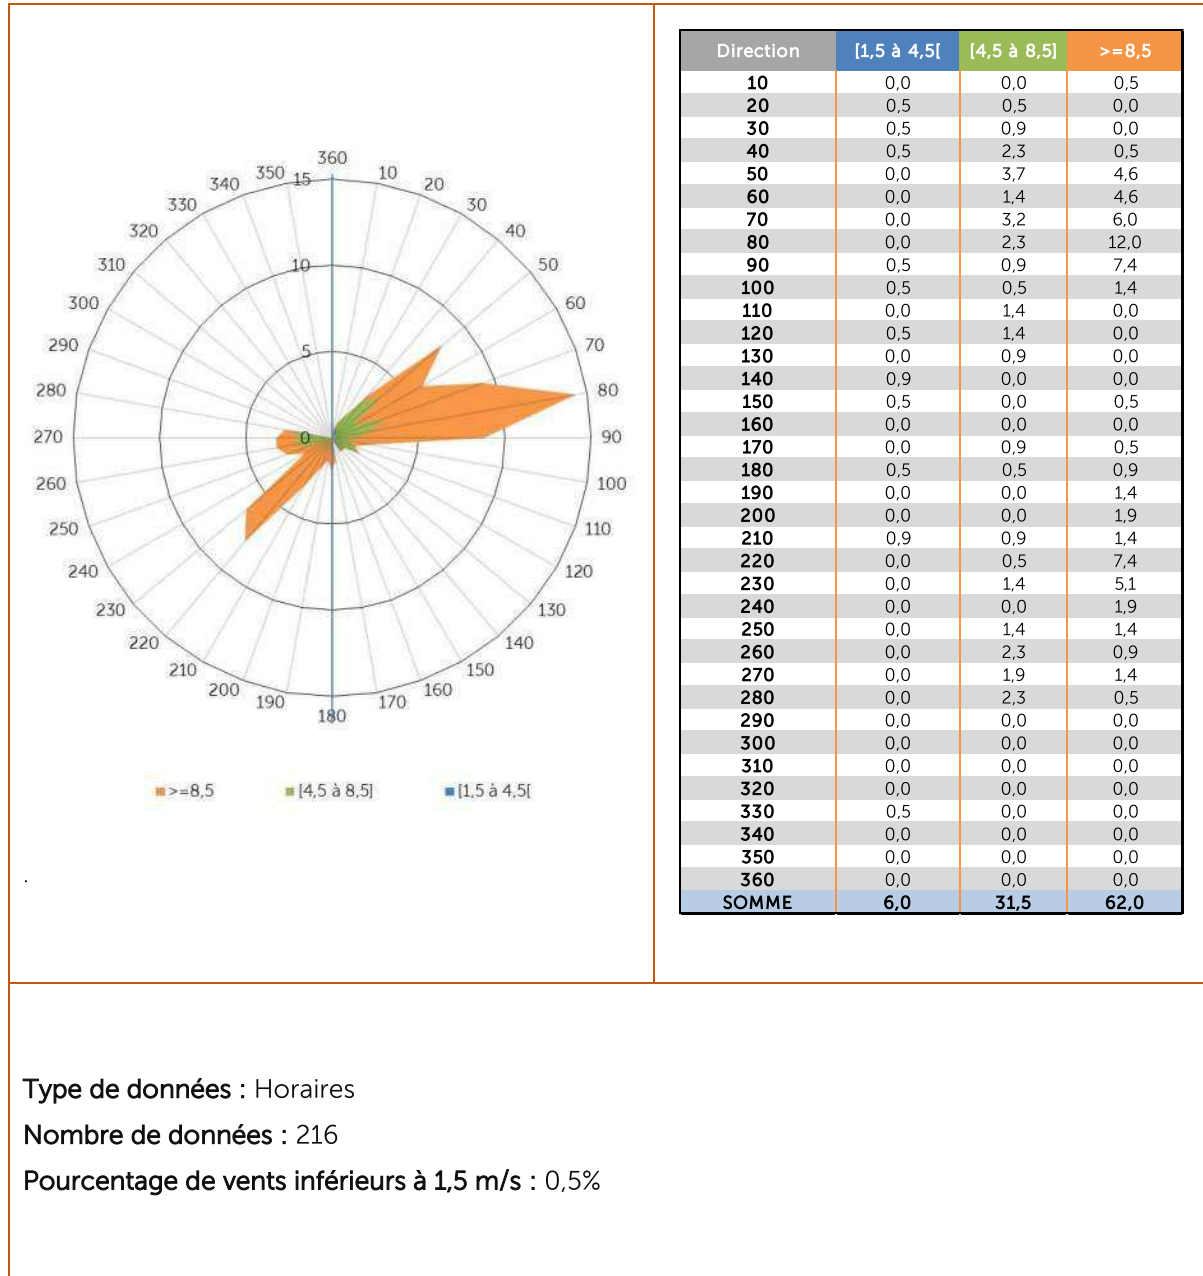 360
350
10
15
340
20
330
30
320
40
310
10
50
300
60
290
5
70
280
80
270
0
90
260
100
250
110
240
120
230
130
220
140
210
150
200
160
190
170
180
>=8,5
[4,5 à 8,5]
[1,5 à 4,5[
.
Direction [1,5 à 4,5[ [4,5 à 8,5] >=8,5
10 0,0 0,0 0,5
20 0,5 0,5 0,0
30 0,5 0,9 0,0
40 0,5 2,3 0,5
50 0,0 3,7 4,6
60 0,0 1,4 4,6
70 0,0 3,2 6,0
80 0,0 2,3 12,0
90 0,5 0,9 7,4
100 0,5 0,5 1,4
110 0,0 1,4 0,0
120 0,5 1,4 0,0
130 0,0 0,9 0,0
140 0,9 0,0 0,0
150 0,5 0,0 0,5
160 0,0 0,0 0,0
170 0,0 0,9 0,5
180 0,5 0,5 0,9
190 0,0 0,0 1,4
200 0,0 0,0 1,9
210 0,9 0,9 1,4
220 0,0 0,5 7,4
230 0,0 1,4 5,1
240 0,0 0,0 1,9
250 0,0 1,4 1,4
260 0,0 2,3 0,9
270 0,0 1,9 1,4
280 0,0 2,3 0,5
290 0,0 0,0 0,0
300 0,0 0,0 0,0
310 0,0 0,0 0,0
320 0,0 0,0 0,0
330 0,5 0,0 0,0
340 0,0 0,0 0,0
350 0,0 0,0 0,0
360 0,0 0,0 0,0
SOMME 6,0 31,5 62,0
Type de données : Horaires
Nombre de données : 216
Pourcentage de vents inférieurs à 1,5 m/s : 0,5%